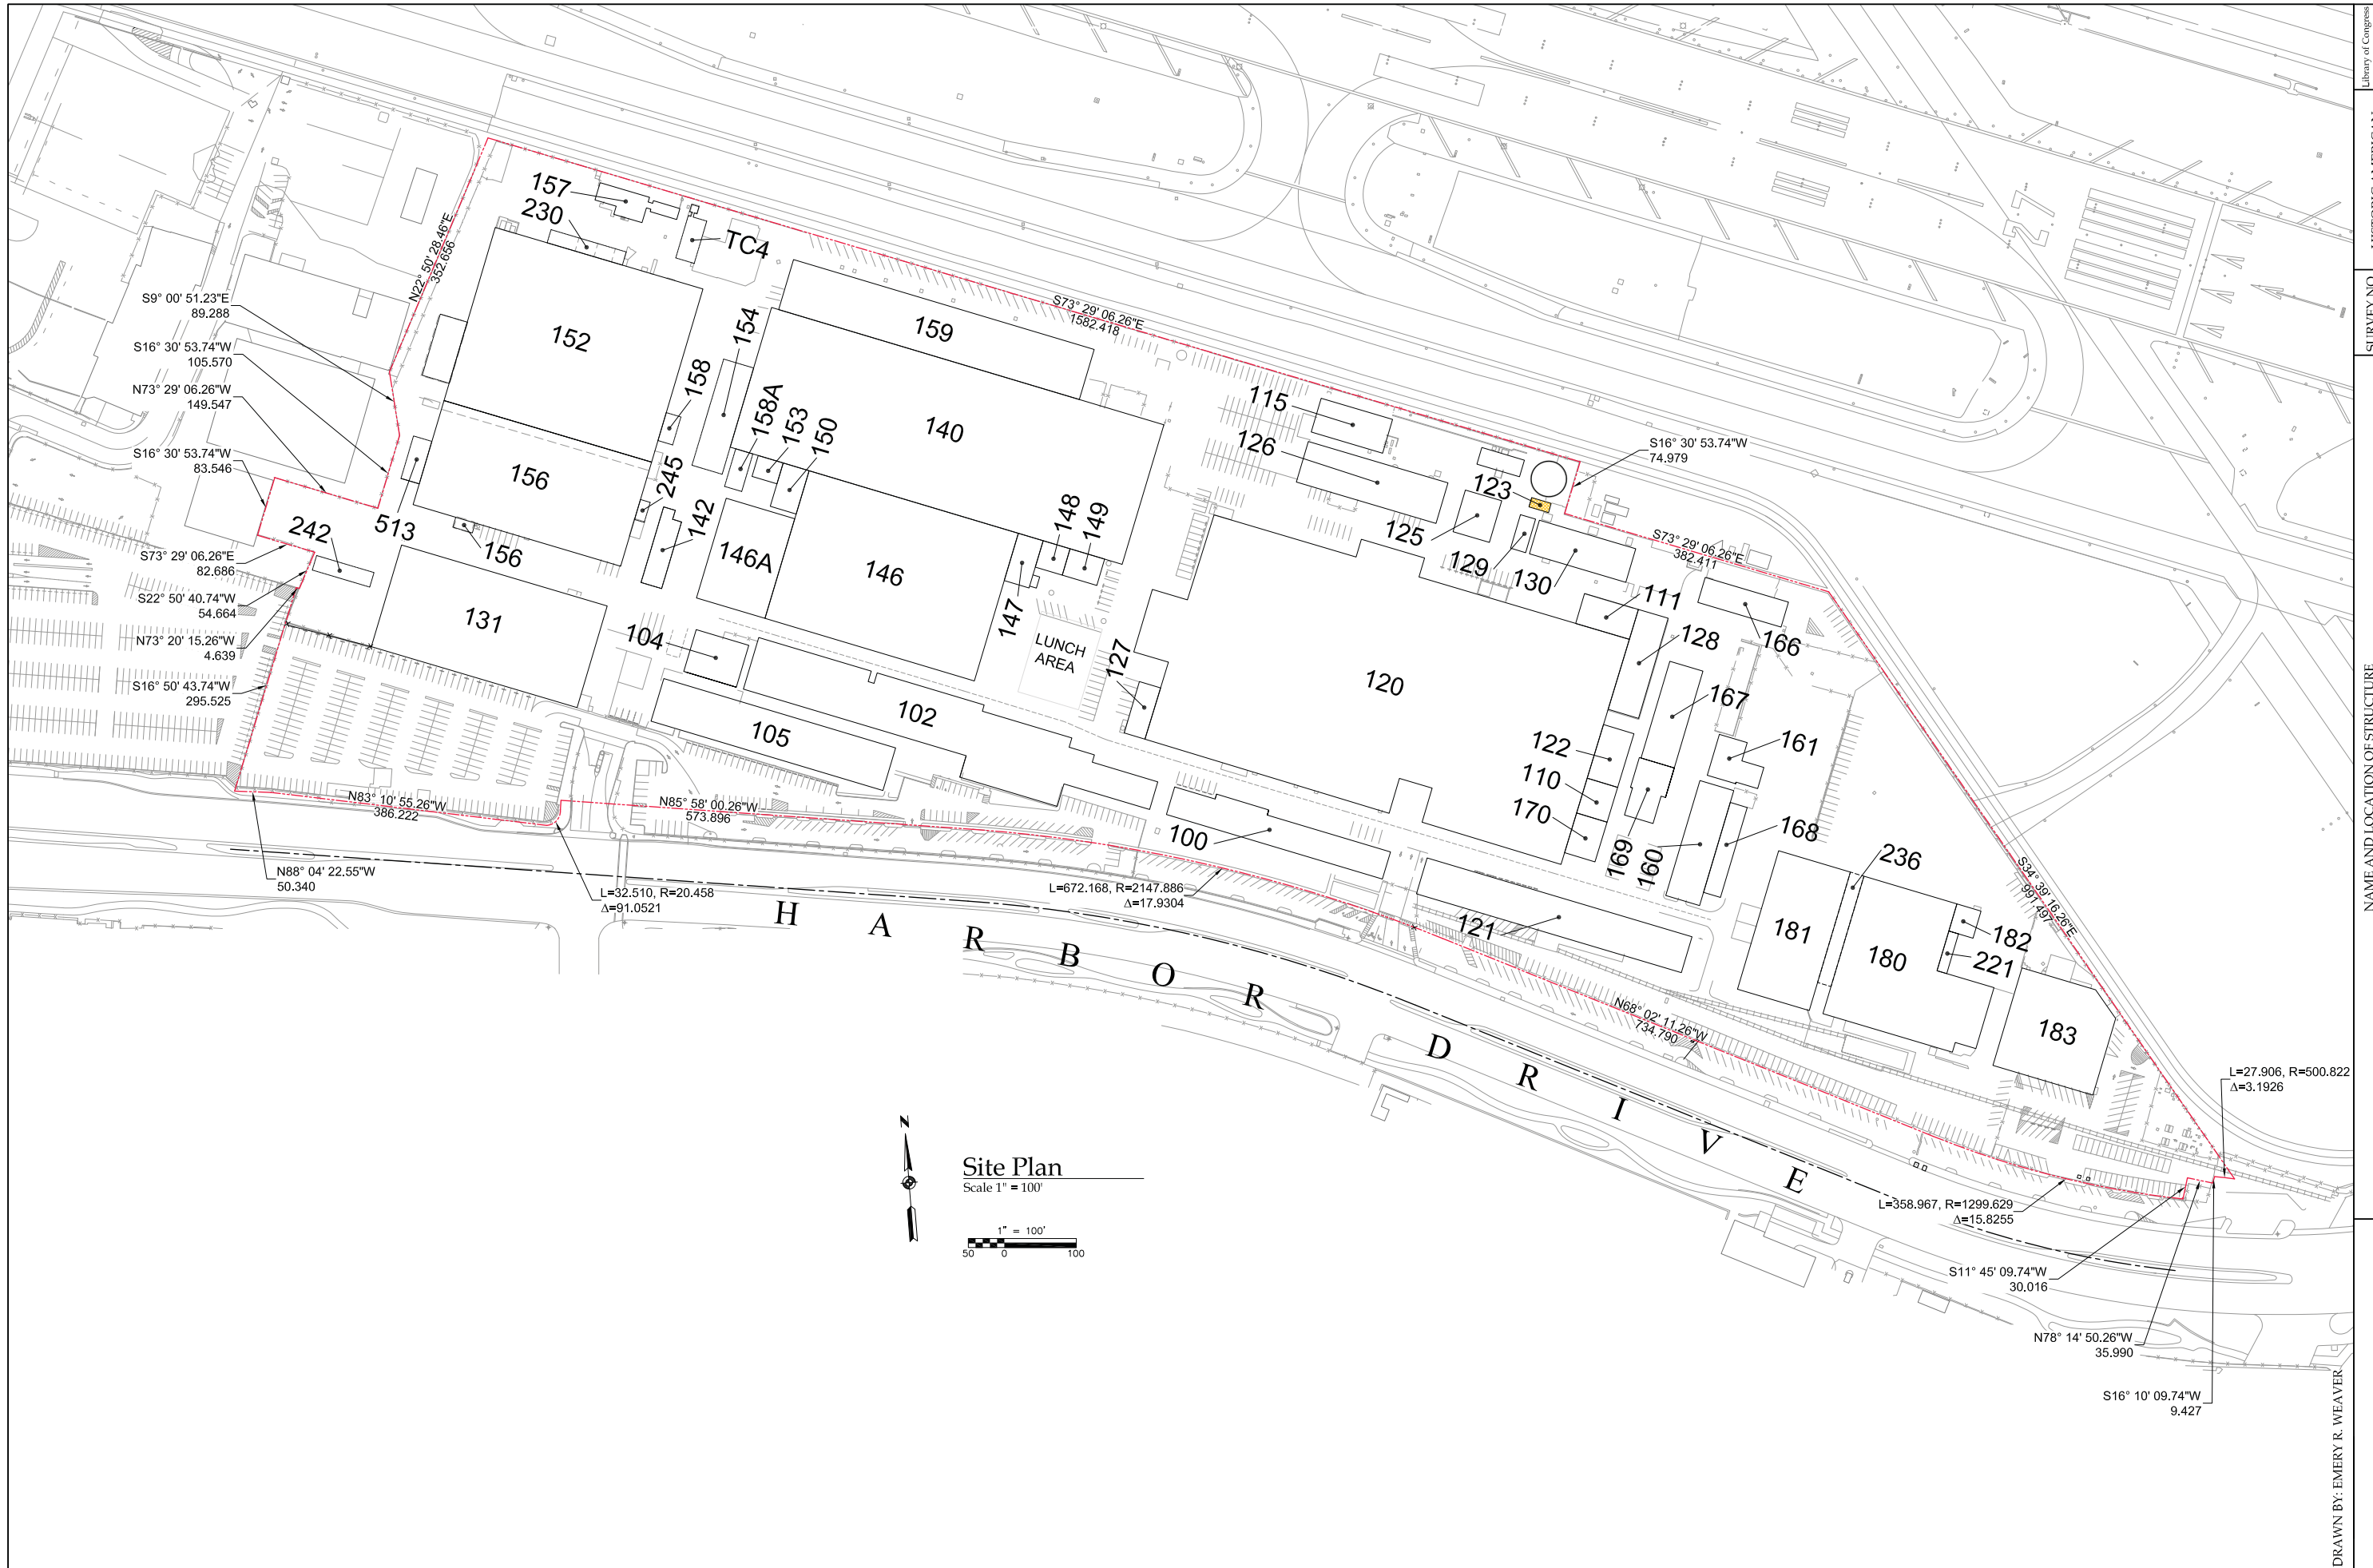 157
230
TC4
N22° 50' 28.46"E
352.656
S9° 00' 51.23"E
89.288
S16° 30' 53.74"W
105.570
N73° 29' 06.26"W
149.547
S16° 30' 53.74"W
83.546
S73° 29' 06.26"E
82.686
S22° 50' 40.74"W
54.664
N73° 20' 15.26"W
4.639
S16° 50' 43.74"W
295.525
152
154
159
S73° 29' 06.26"E
1582.418
158
158A
153
150
140
115
126
S16° 30' 53.74"W
74.979
156
245
142
513
242
156
146A
146
148
149
147
123
125
129
130
S73° 29' 06.26"E
382.411
111
166
128
131
104
LUNCH
AREA
127
120
167
105
102
122
161
110
170
169
160
168
100
121
236
181
180
182
221
183
S34° 39' 16.26"E
991.497
N83° 10' 55.26"W
386.222
N85° 58' 00.26"W
573.896
N88° 04' 22.55"W
50.340
L=32.510, R=20.458
Δ=91.0521
L=672.168, R=2147.886
Δ=17.9304
HARBOR DRIVE
N68° 02' 11.26"W
734.790
L=27.906, R=500.822
Δ=3.1926
L=358.967, R=1299.629
Δ=15.8255
S11° 45' 09.74"W
30.016
N78° 14' 50.26"W
35.990
S16° 10' 09.74"W
9.427
N
Site Plan
Scale 1" = 100'
1" = 100'
50 0 100
Library of Congress
SURVEY NO.
NAME AND LOCATION OF STRUCTURE
DRAWN BY: EMERY R. WEAVER